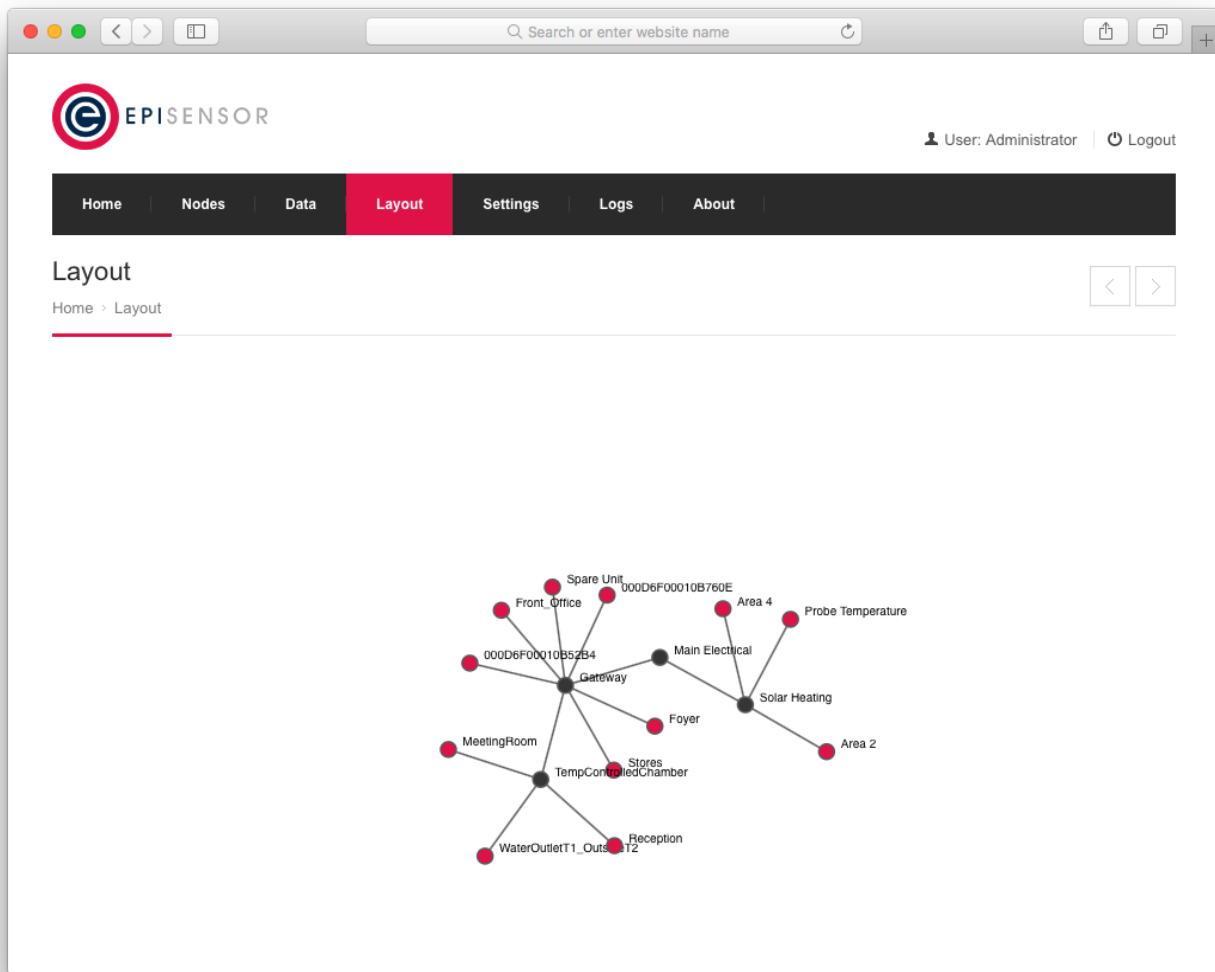 Search or enter website name
e EPISENSOR
User: Administrator Logout
Home Nodes Data Layout Settings Logs About
Layout
Home › Layout
Spare Unit
000D6F00010B760E
Front_Office
Area 4
Probe Temperature
000D6F00010B52B4
Main Electrical
Gateway
Solar Heating
Foyer
MeetingRoom
Area 2
Stores
TempControlledChamber
Reception